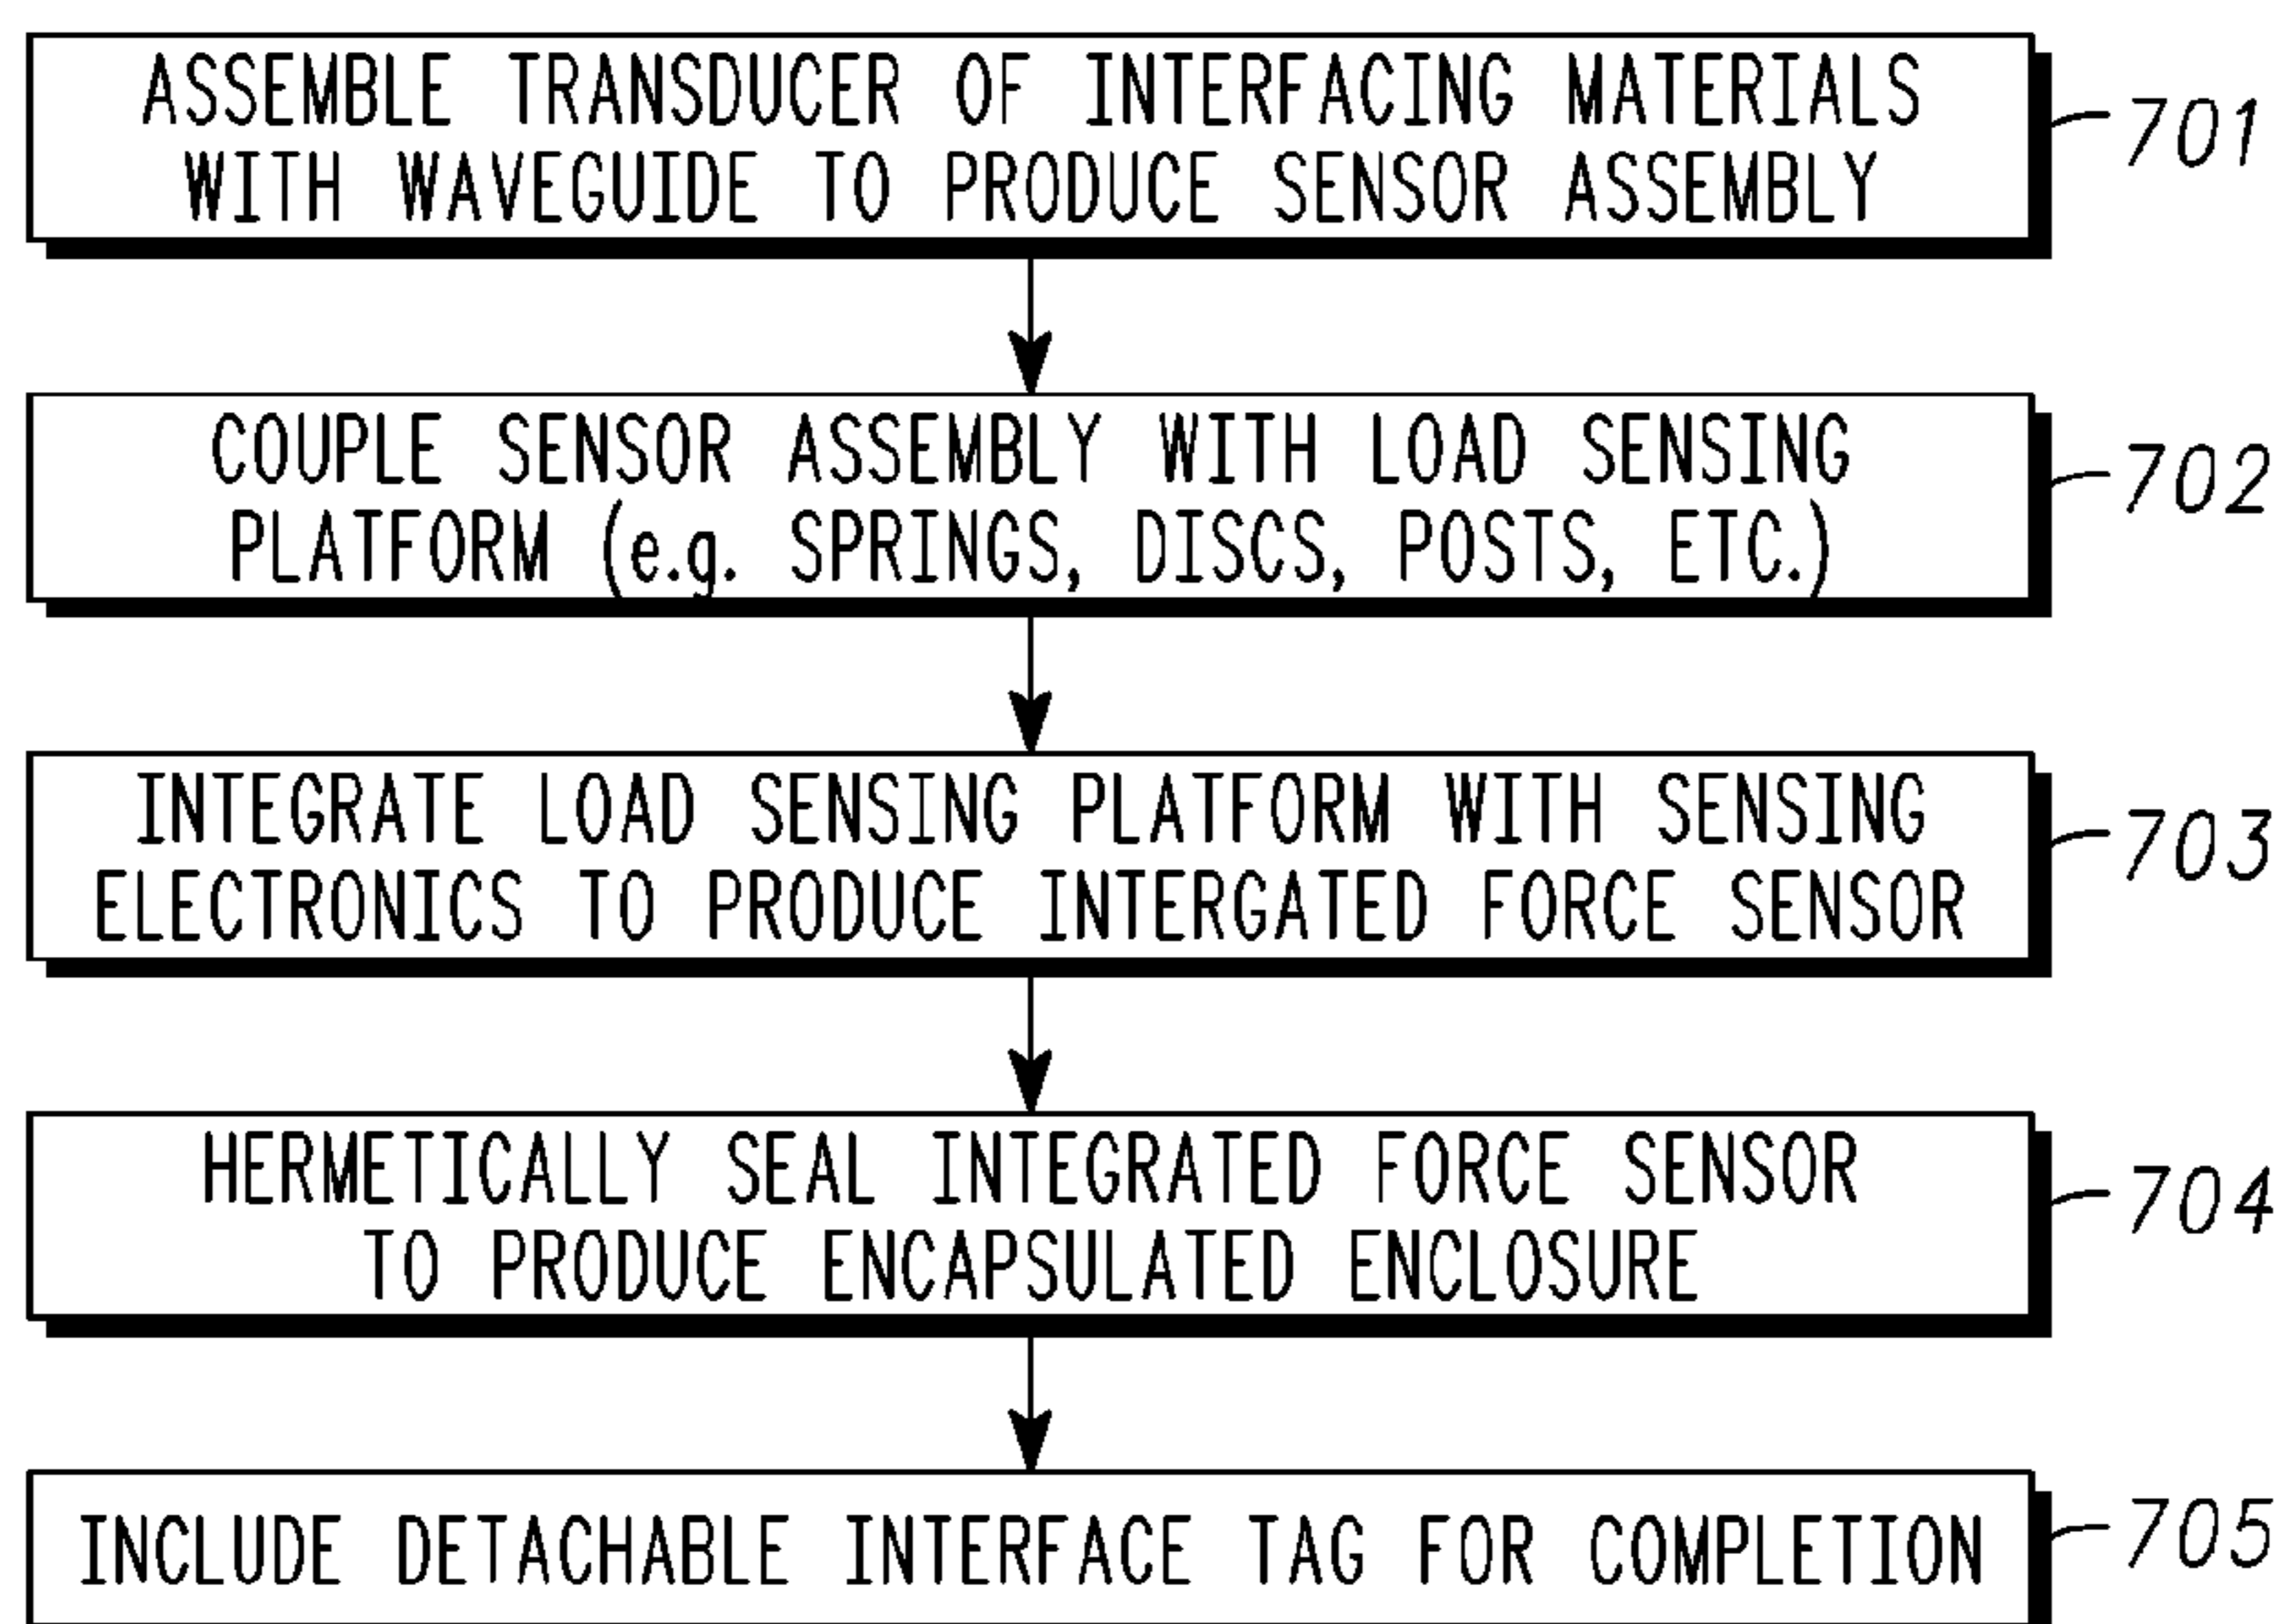 ASSEMBLE TRANSDUCER OF INTERFACING MATERIALS
WITH WAVEGUIDE TO PRODUCE SENSOR ASSEMBLY
701
COUPLE SENSOR ASSEMBLY WITH LOAD SENSING
PLATFORM (e.g. SPRINGS, DISCS, POSTS, ETC.)
702
INTEGRATE LOAD SENSING PLATFORM WITH SENSING
ELECTRONICS TO PRODUCE INTERGATED FORCE SENSOR
703
HERMETICALLY SEAL INTEGRATED FORCE SENSOR
TO PRODUCE ENCAPSULATED ENCLOSURE
704
INCLUDE DETACHABLE INTERFACE TAG FOR COMPLETION
705